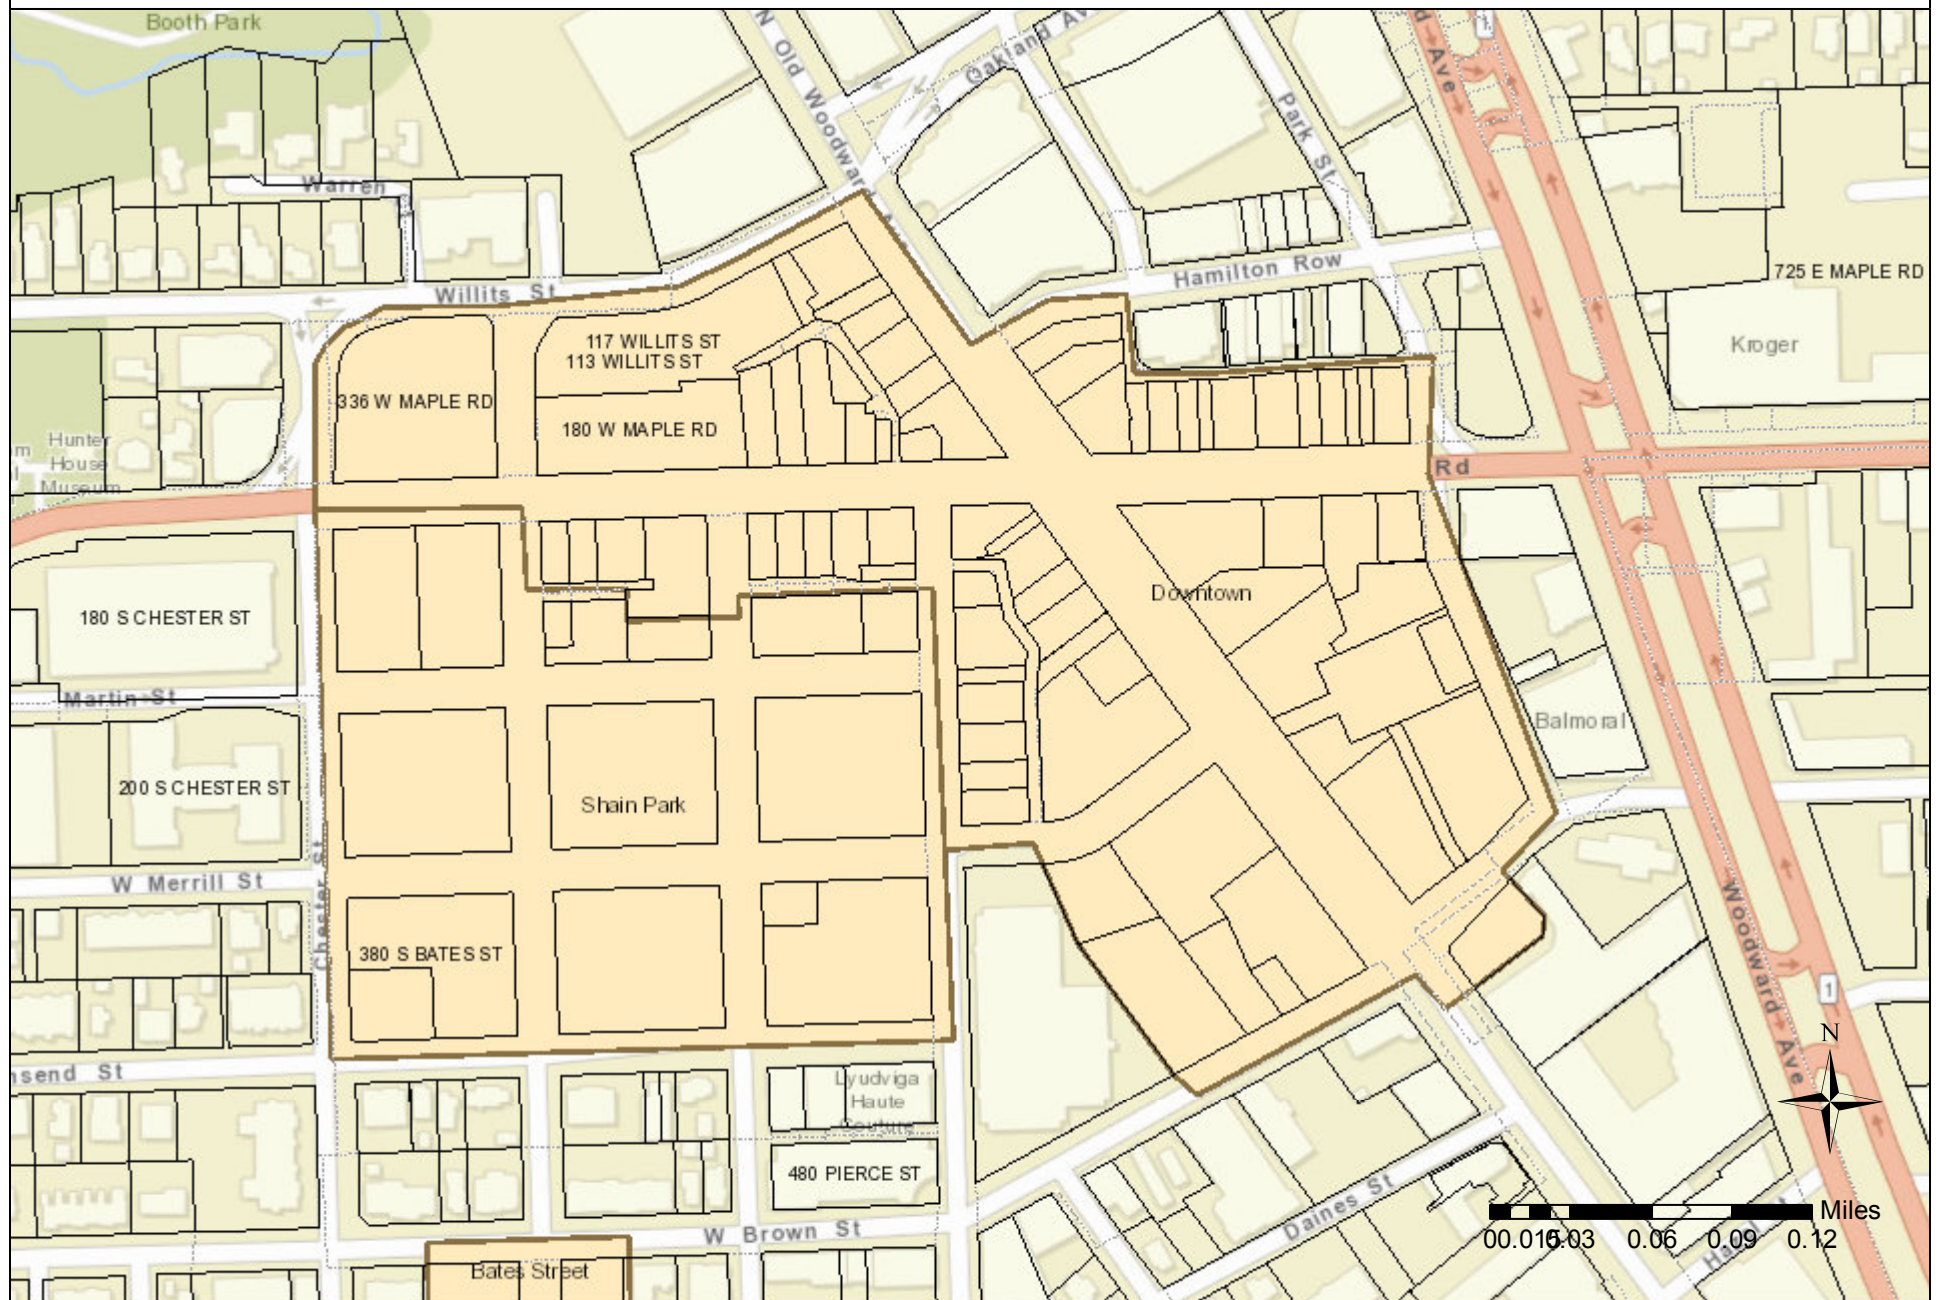 Booth Park
N Old Woodward Ave
Oakland Av
d Ave
Park St
Warren
Hamilton Row
725 E MAPLE RD
Willits St
117 WILLITS ST
113 WILLITS ST
Kroger
336 W MAPLE RD
180 W MAPLE RD
Hunter
House
Museum
Rd
Downtown
180 S CHESTER ST
Martin St
Balmoral
200 S CHESTER ST
Shain Park
W Merrill St
Chester St
Woodward Ave
380 S BATES ST
1
N
nsend St
Lyudviga
Haute
Couture
480 PIERCE ST
Daines St
Miles
W Brown St
0 0.015 0.03 0.06 0.09 0.12
Bates Street